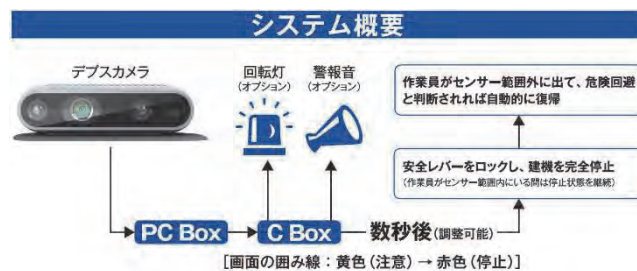 システム概要
デプスカメラ
回転灯
(オプション)
警報音
(オプション)
作業員がセンサー範囲外に出て、危険回避
と判断されれば自動的に復帰
安全レバーをロックし、建機を完全停止
(作業員がセンサー範囲内にいる間は停止状態を継続)
PC Box
C Box
数秒後(調整可能)
[画面の囲み線:黄色(注意)→赤色(停止)]